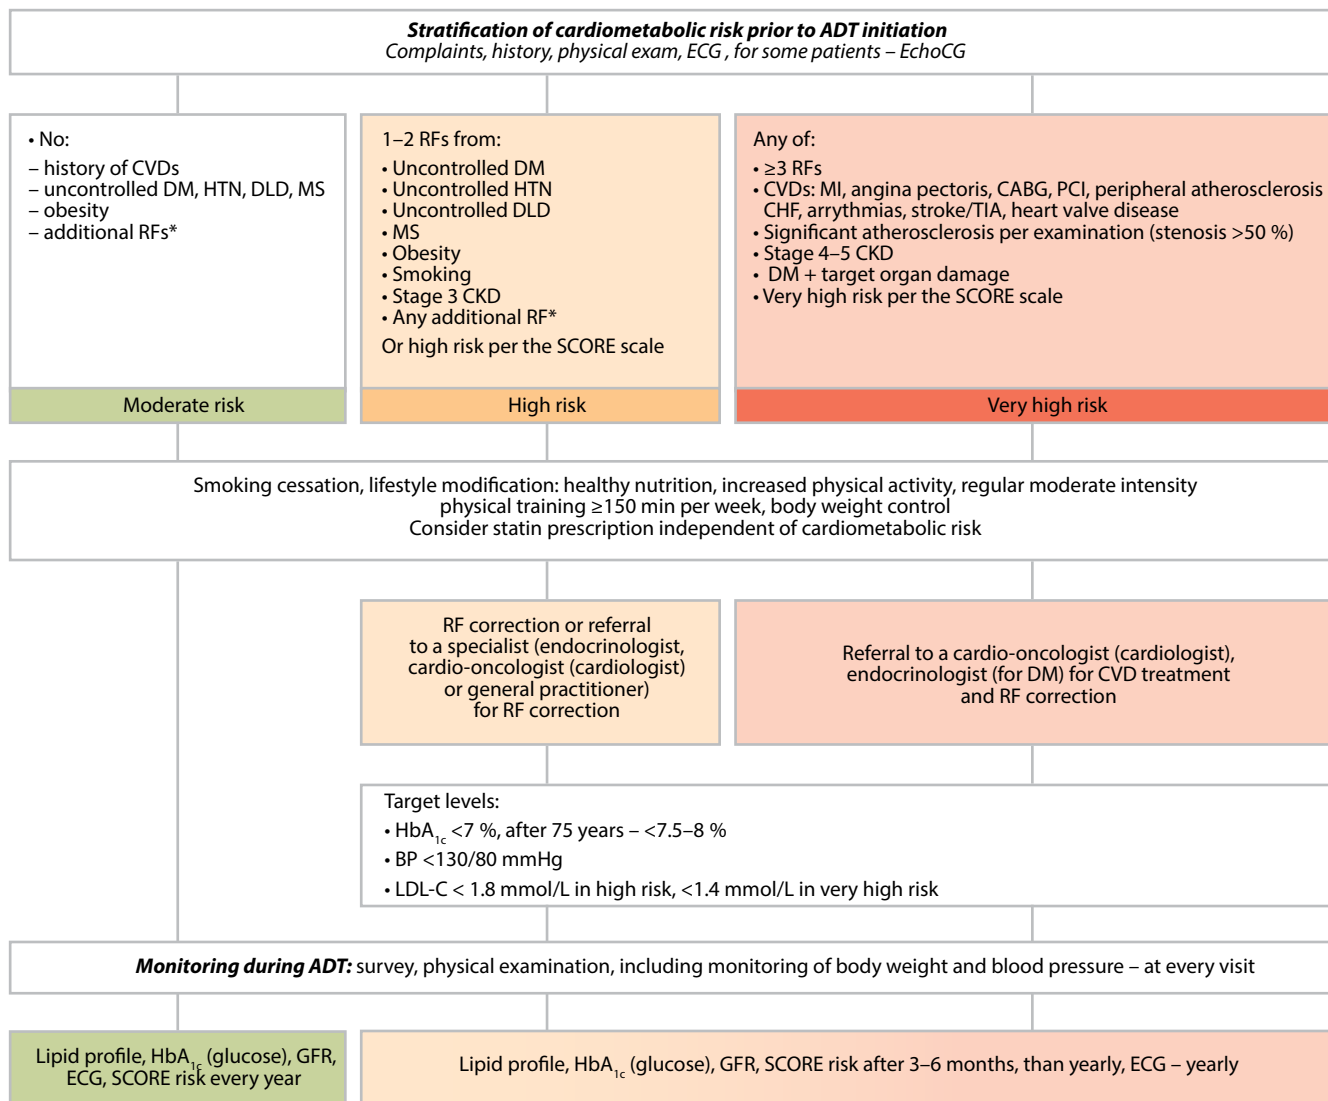 Stratification of cardiometabolic risk prior to ADT initiation
Complaints, history, physical exam, ECG , for some patients – EchoCG
• No:
– history of CVDs
– uncontrolled DM, HTN, DLD, MS
– obesity
– additional RFs*
Moderate risk
1–2 RFs from:
• Uncontrolled DM
• Uncontrolled HTN
• Uncontrolled DLD
• MS
• Obesity
• Smoking
• Stage 3 CKD
• Any additional RF*
Or high risk per the SCORE scale
High risk
Any of:
• ≥3 RFs
• CVDs: MI, angina pectoris, CABG, PCI, peripheral atherosclerosis
CHF, arrythmias, stroke/TIA, heart valve disease
• Significant atherosclerosis per examination (stenosis >50 %)
• Stage 4–5 CKD
• DM + target organ damage
• Very high risk per the SCORE scale
Very high risk
Smoking cessation, lifestyle modification: healthy nutrition, increased physical activity, regular moderate intensity
physical training ≥150 min per week, body weight control
Consider statin prescription independent of cardiometabolic risk
RF correction or referral
to a specialist (endocrinologist,
cardio-oncologist (cardiologist)
or general practitioner)
for RF correction
Referral to a cardio-oncologist (cardiologist),
endocrinologist (for DM) for CVD treatment
and RF correction
Target levels:
• HbA1c <7 %, after 75 years – <7.5–8 %
• BP <130/80 mmHg
• LDL-C < 1.8 mmol/L in high risk, <1.4 mmol/L in very high risk
Monitoring during ADT: survey, physical examination, including monitoring of body weight and blood pressure – at every visit
Lipid profile, HbA1c (glucose), GFR,
ECG, SCORE risk every year
Lipid profile, HbA1c (glucose), GFR, SCORE risk after 3–6 months, than yearly, ECG – yearly